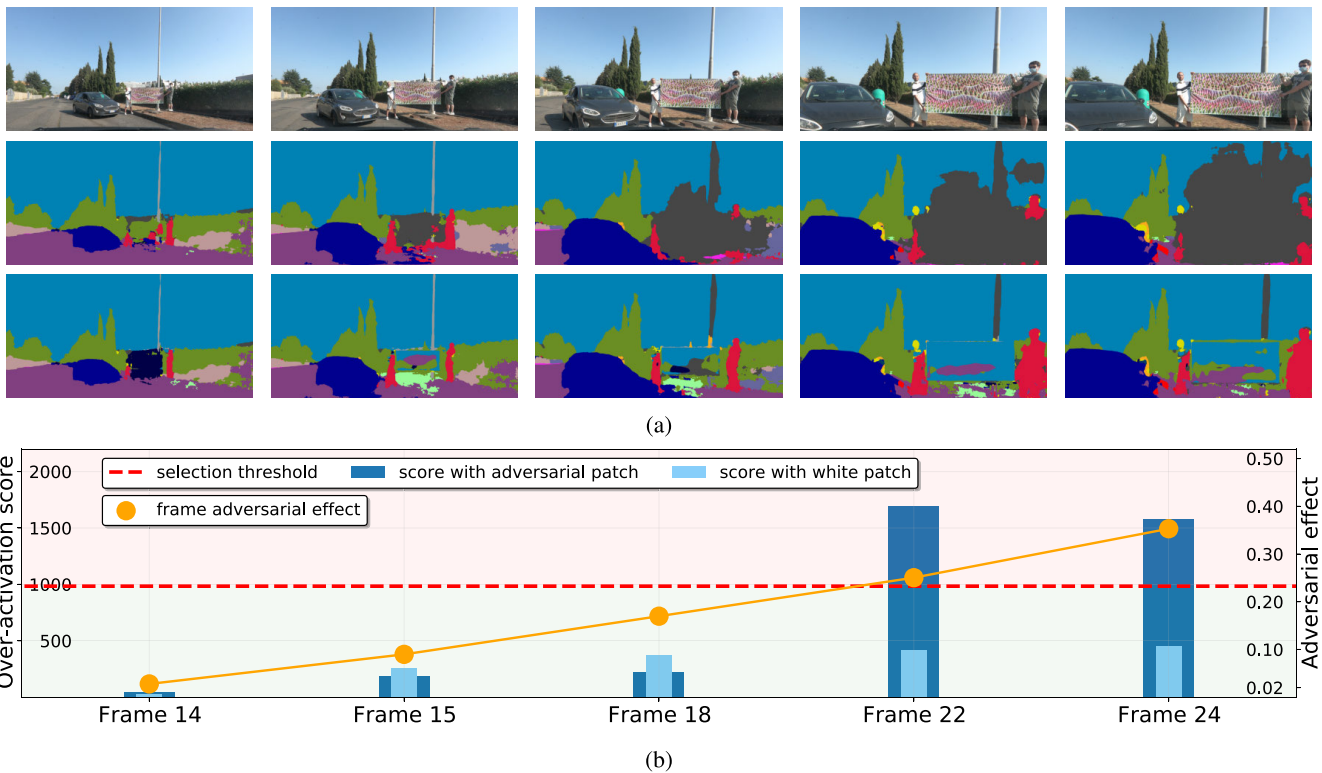 (a)
Over-activation score
2000
1500
1000
500
selection threshold
score with adversarial patch
score with white patch
frame adversarial effect
0.50
0.40
0.30
0.20
0.10
0.02
Adversarial effect
Frame 14
Frame 15
Frame 18
Frame 22
Frame 24
(b)